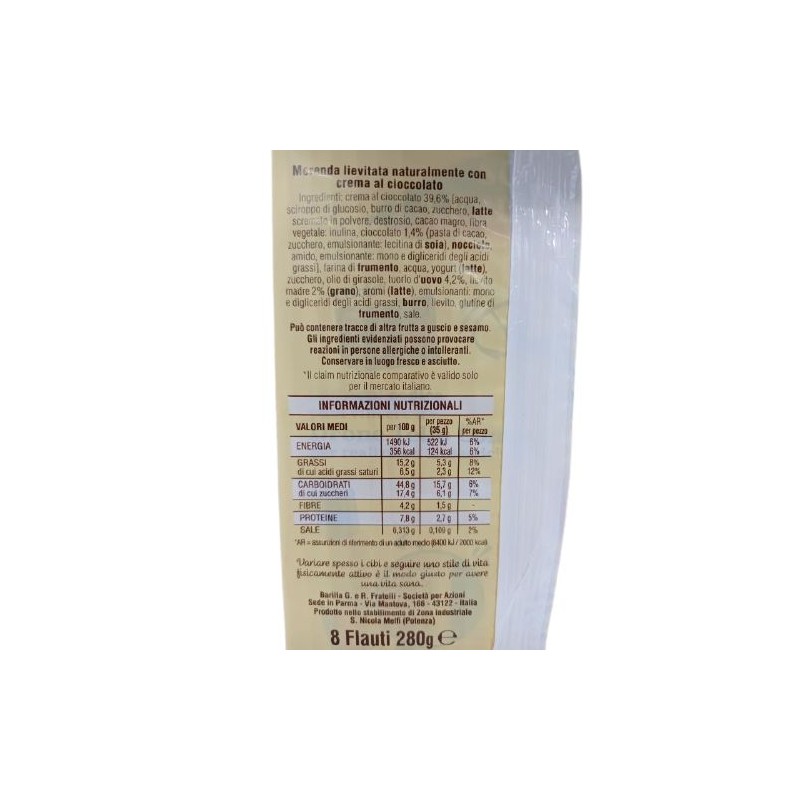 Merenda lievitata naturalmente con
crema al cioccolato
Ingredienti: crema al cioccolato 39,6% [acqua,
sciroppo di glucosio, burro di cacao, zucchero, latte
scremato in polvere, destrosio, cacao magro, fibra
vegetale: inulina, cioccolato 1,4% (pasta di cacao,
zucchero, emulsionante: lecitina di soia), nocciole,
amido, emulsionante: mono e digliceridi degli acidi
grassi], farina di frumento, acqua, yogurt (latte),
zucchero, olio di girasole, tuorlo d'uovo 4,2%, lievito
madre 2% (grano), aromi (latte), emulsionanti: mono
e digliceridi degli acidi grassi, burro, lievito, glutine di
frumento, sale.
Può contenere tracce di altra frutta a guscio e sesamo.
Gli ingredienti evidenziati possono provocare
reazioni in persone allergiche o intolleranti.
Conservare in luogo fresco e asciutto.
*Il claim nutrizionale comparativo è valido solo
per il mercato italiano.
INFORMAZIONI NUTRIZIONALI
VALORI MEDI per 100 g per pezzo (35 g) %AR* per pezzo
ENERGIA 1490 kJ 522 kJ 6%
356 kcal 124 kcal 6%
GRASSI 15,2 g 5,3 g 8%
di cui acidi grassi saturi 6,5 g 2,3 g 12%
CARBOIDRATI 44,8 g 15,7 g 6%
di cui zuccheri 17,4 g 6,1 g 7%
FIBRE 4,2 g 1,5 g -
PROTEINE 7,8 g 2,7 g 5%
SALE 0,313 g 0,109 g 2%
*AR = assunzioni di riferimento di un adulto medio (8400 kJ / 2000 kcal)
Variare spesso i cibi e seguire uno stile di vita
fisicamente attivo è il modo giusto per avere
una vita sana.
Barilla G. e R. Fratelli - Società per Azioni
Sede in Parma - Via Mantova, 166 - 43122 - Italia
Prodotto nello stabilimento di Zona Industriale
S. Nicola Melfi (Potenza)
8 Flauti 280g e